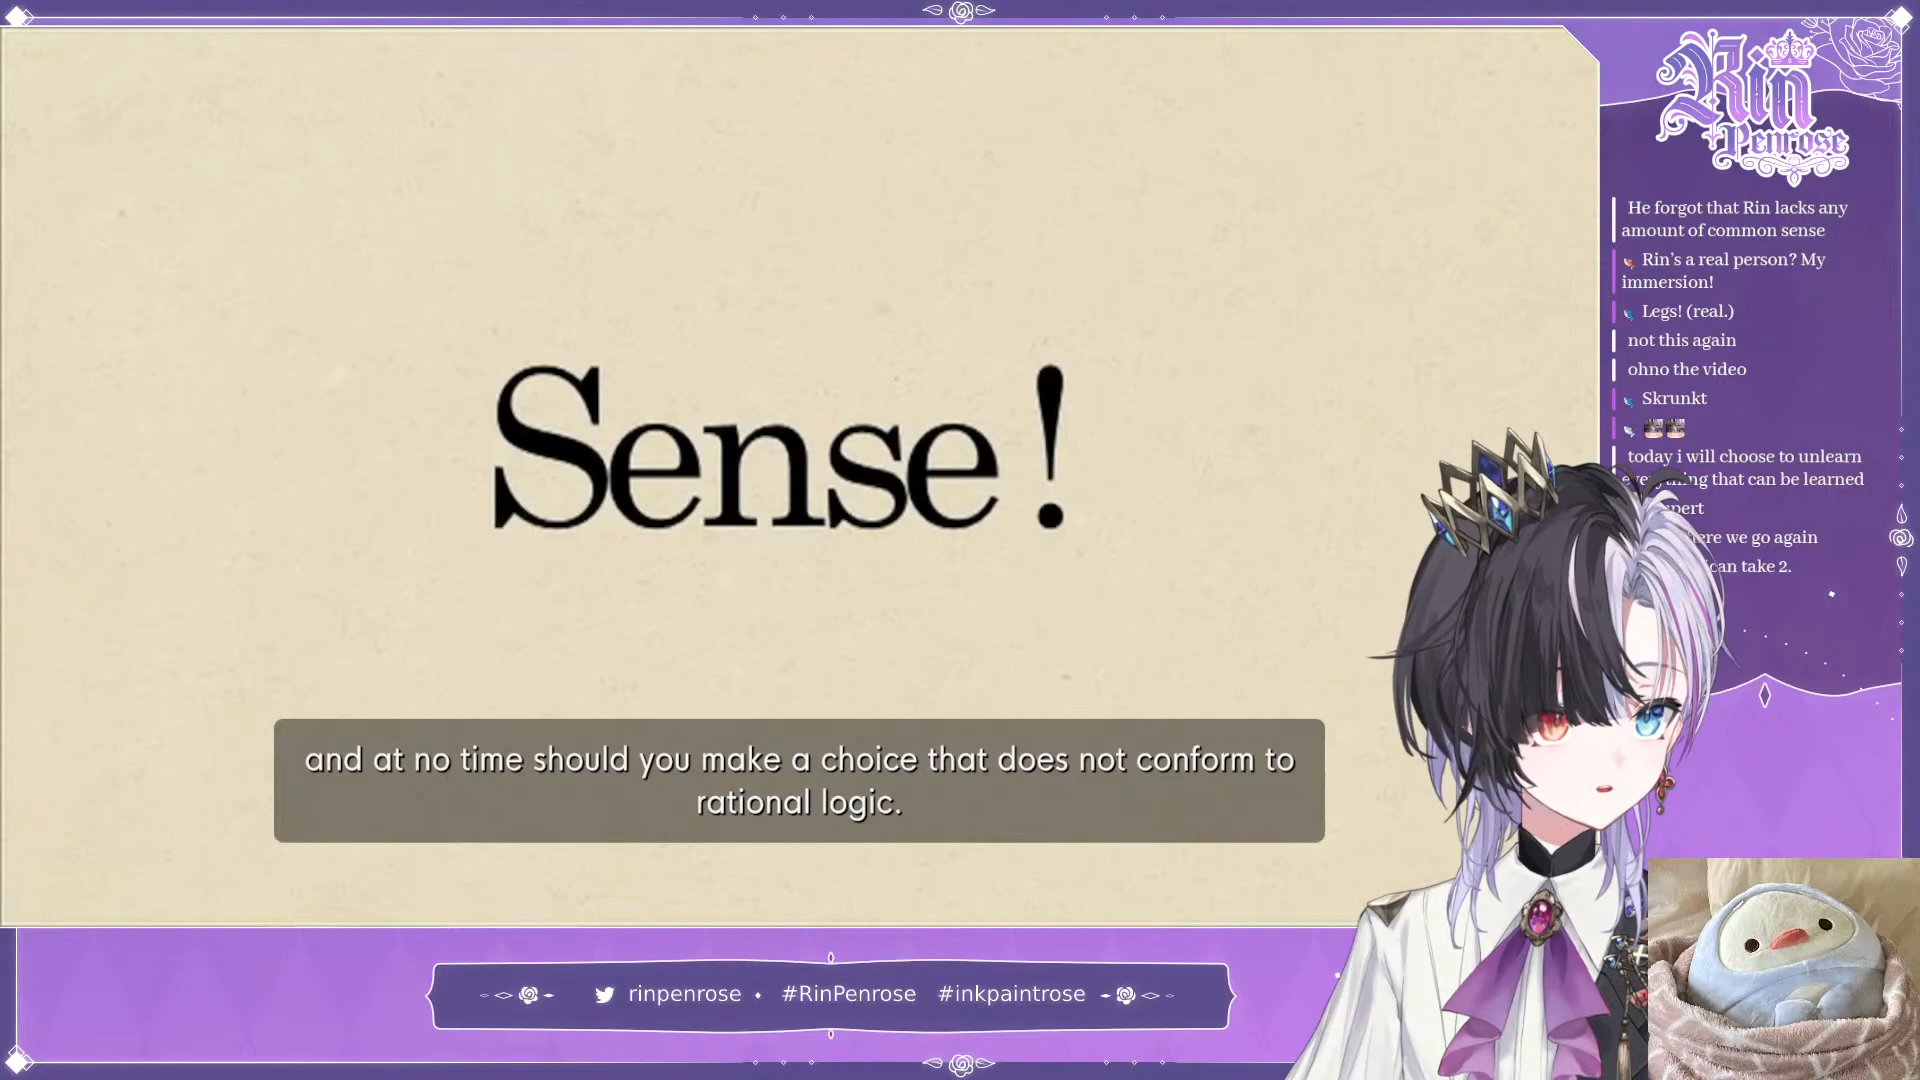 Sense!
and at no time should you make a choice that does not conform to
rational logic.
Rin
Penrose
He forgot that Rin lacks any
amount of common sense
Rin's a real person? My
immersion!
Legs! (real.)
not this again
ohno the video
Skrunkt
today i will choose to unlearn
everything that can be learned
here we go again
can take 2.
rinpenrose • #RinPenrose #inkpaintrose